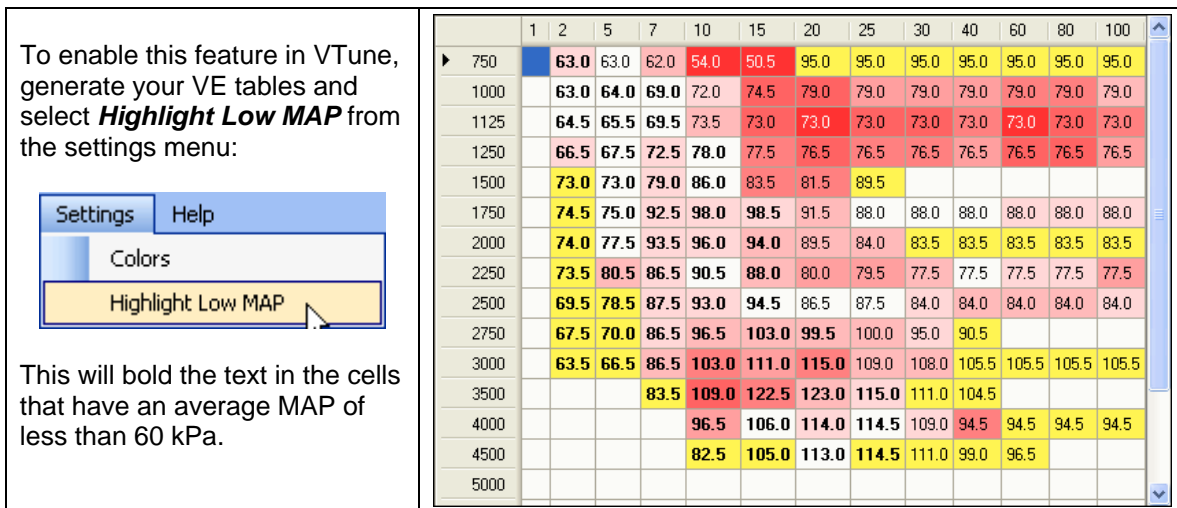 To enable this feature in VTune,
generate your VE tables and
select Highlight Low MAP from
the settings menu:
Settings Help
Colors
Highlight Low MAP
This will bold the text in the cells
that have an average MAP of
less than 60 kPa.
1 2 5 7 10 15 20 25 30 40 60 80 100
750 63.0 63.0 62.0 54.0 50.5 95.0 95.0 95.0 95.0 95.0 95.0 95.0
1000 63.0 64.0 69.0 72.0 74.5 79.0 79.0 79.0 79.0 79.0 79.0 79.0
1125 64.5 65.5 69.5 73.5 73.0 73.0 73.0 73.0 73.0 73.0 73.0 73.0
1250 66.5 67.5 72.5 78.0 77.5 76.5 76.5 76.5 76.5 76.5 76.5 76.5
1500 73.0 73.0 79.0 86.0 83.5 81.5 89.5
1750 74.5 75.0 92.5 98.0 98.5 91.5 88.0 88.0 88.0 88.0 88.0 88.0
2000 74.0 77.5 93.5 96.0 94.0 89.5 84.0 83.5 83.5 83.5 83.5 83.5
2250 73.5 80.5 86.5 90.5 88.0 80.0 79.5 77.5 77.5 77.5 77.5 77.5
2500 69.5 78.5 87.5 93.0 94.5 86.5 87.5 84.0 84.0 84.0 84.0 84.0
2750 67.5 70.0 86.5 96.5 103.0 99.5 100.0 95.0 90.5
3000 63.5 66.5 86.5 103.0 111.0 115.0 109.0 108.0 105.5 105.5 105.5 105.5
3500 83.5 109.0 122.5 123.0 115.0 111.0 104.5
4000 96.5 106.0 114.0 114.5 109.0 94.5 94.5 94.5 94.5
4500 82.5 105.0 113.0 114.5 111.0 99.0 96.5
5000